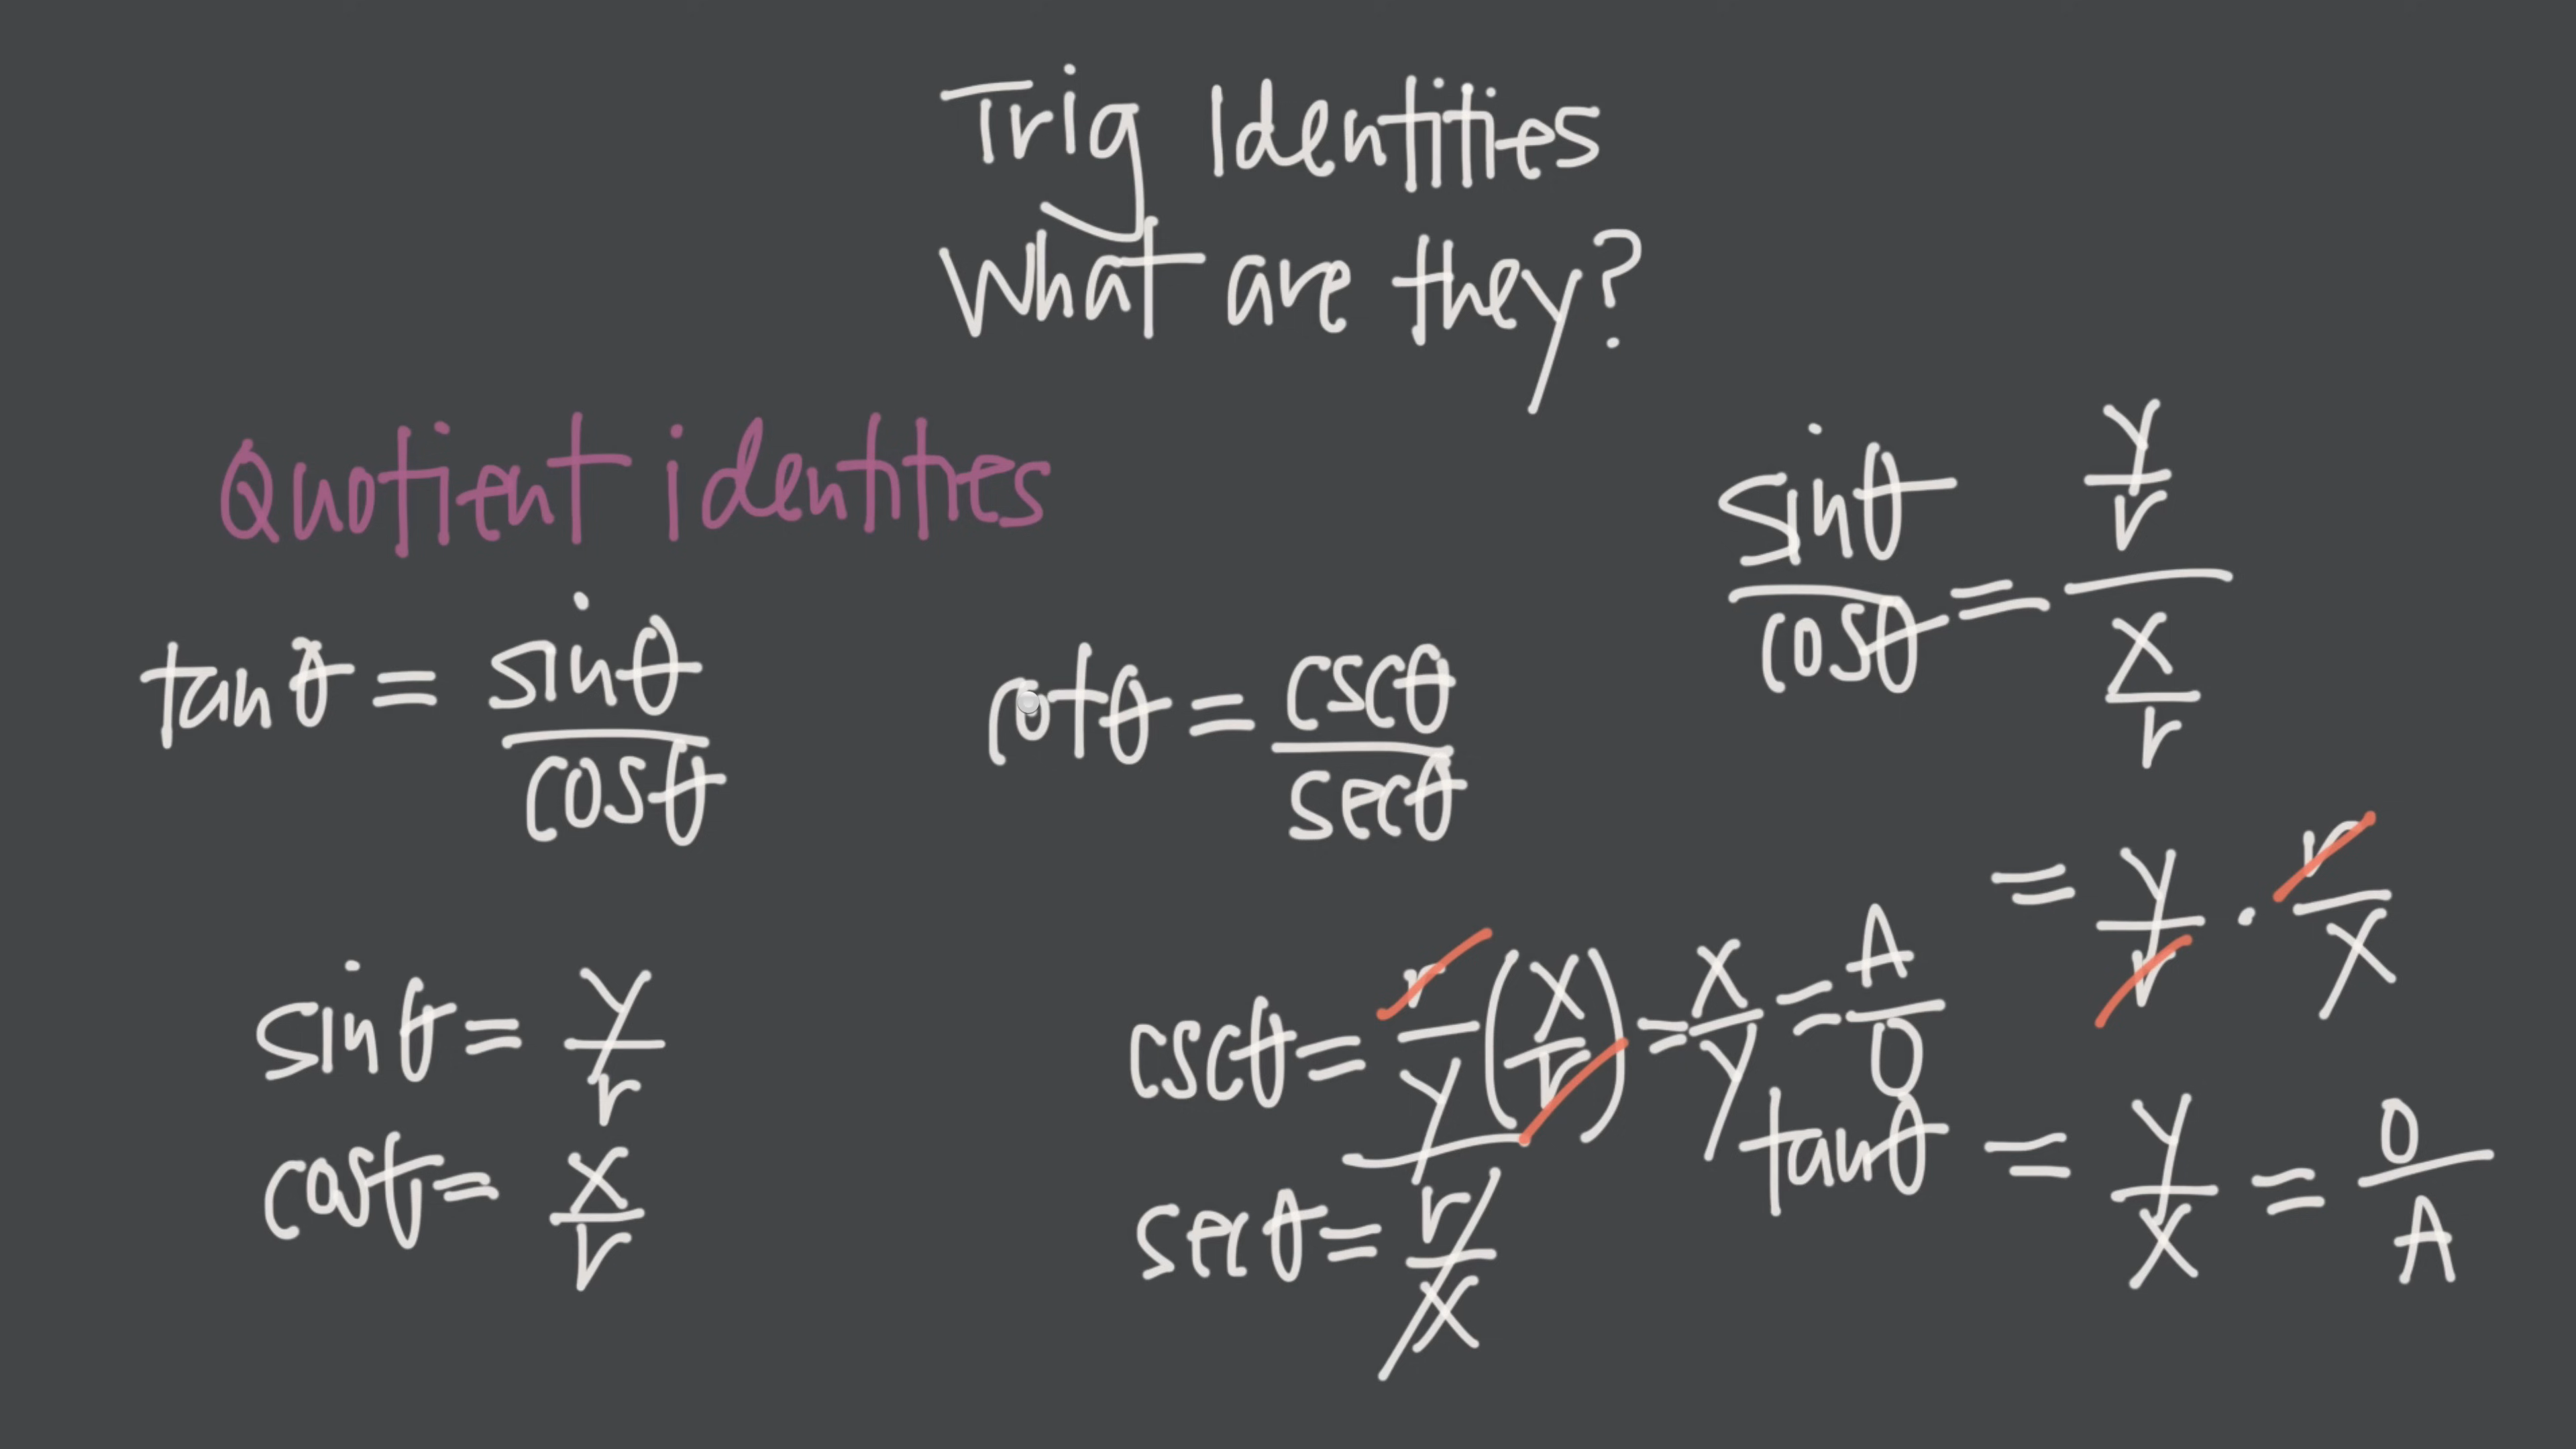 Trig Identities
What are they?
Quotient identities
tanθ = sinθ/cosθ
cotθ = cscθ/secθ
sinθ/cosθ = (y/r)/(x/r)
= y/r · r/x
sinθ = y/r
cosθ = x/r
cscθ = r/y (x/r) = x/y = A/O
secθ = r/x
tanθ = y/x = O/A